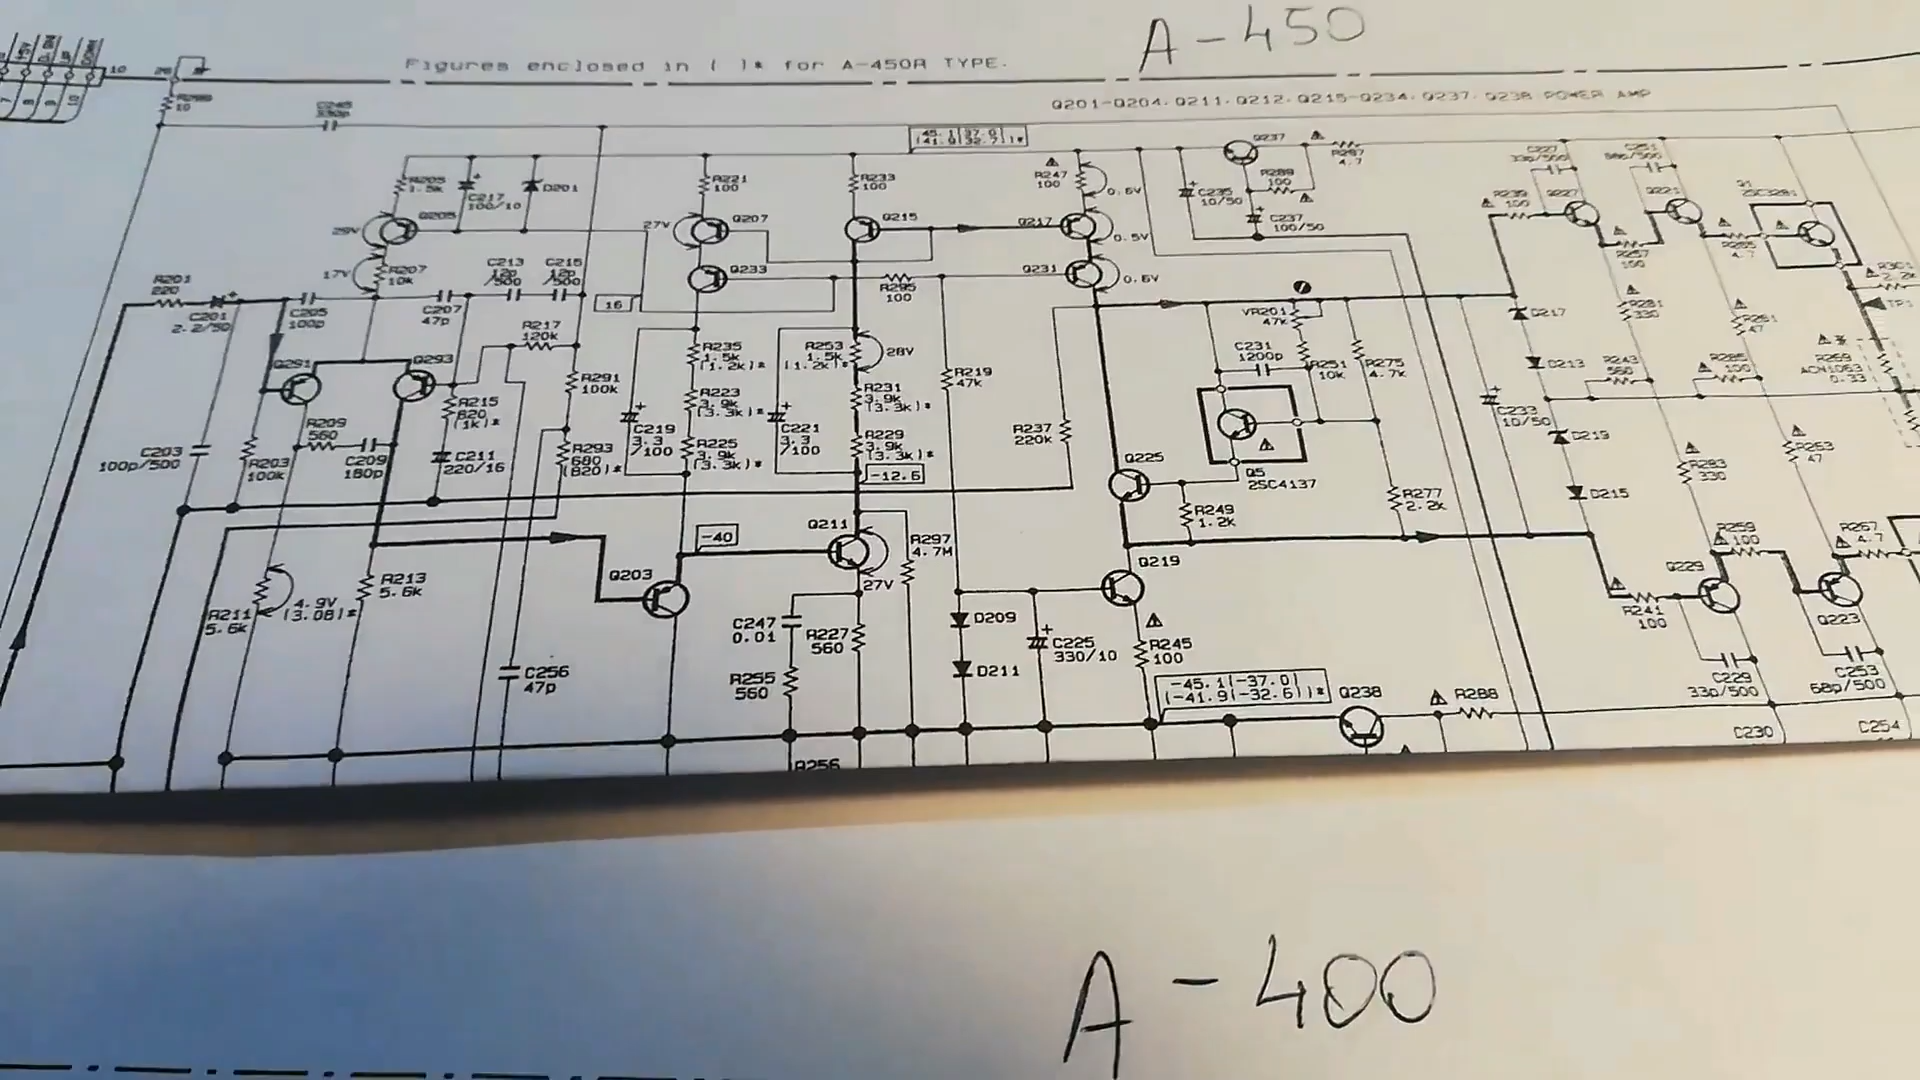 A-450
Figures enclosed in ( )* for A-450R TYPE.
Q201-Q204, Q211, Q212, Q215-Q234, Q237, Q238 POWER AMP
10
DOWN
45.1(37.0)
(41.9(32.7))*
Q237
R205
1.5k
C217
100/10
D201
R221
100
R233
100
R247
100
0.6V
C235
10/50
R289
100
4.7
C237
100/50
R239
100
Q227
Q221
Q205
Q207
Q215
Q217
0.5V
29V
27V
17V
R207
10k
Q233
Q231
0.6V
R201
220
C201
2.2/50
C205
100p
C207
47p
C213
12p
/500
C215
12p
/500
16
R295
100
VR201
47k
D217
R217
120k
C231
1200p
R251
10k
R275
4.7k
D213
Q291
Q293
R291
100k
R235
1.5k
(1.2k)*
R253
1.5k
(1.2k)*
28V
R219
47k
R243
560
R285
100
R269
ACN1063
0.33
R215
820
(1k)*
R223
3.9k
(3.3k)*
R231
3.9k
(3.3k)*
C233
10/50
R209
560
C209
180p
C203
100p/500
R203
100k
C211
220/16
R293
680
(820)*
C219
3.3
/100
R225
3.9k
(3.3k)*
C221
3.3
/100
R229
3.9k
(3.3k)*
R237
220k
D219
R263
47
-12.6
Q225
Q5
2SC4137
R283
330
R249
1.2k
R277
2.2k
D215
-40
Q211
R297
4.7M
Q203
27V
Q219
R259
100
R267
4.7
Q229
R213
5.6k
R211
5.6k
4.9V
(3.08)*
C247
0.01
R227
560
D209
C225
330/10
R245
100
R241
100
Q223
C256
47p
R255
560
D211
-45.1(-37.0)
(-41.9(-32.6))*
Q238
R288
C229
33p/500
C253
68p/500
R256
C230
C254
A-400